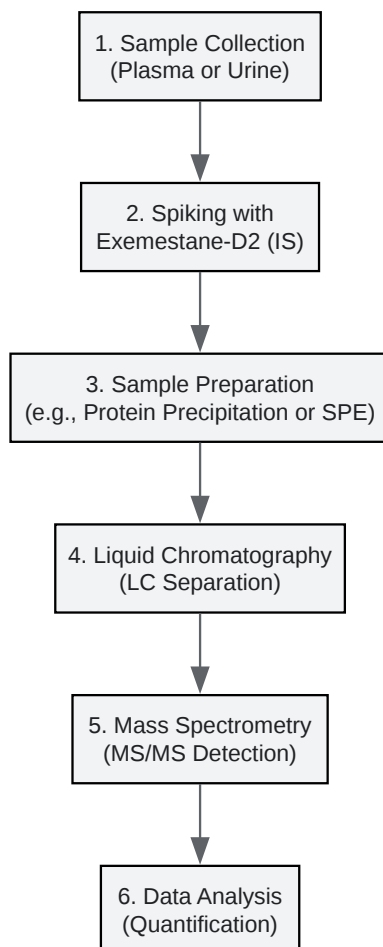 1. Sample Collection
(Plasma or Urine)
2. Spiking with
Exemestane-D2 (IS)
3. Sample Preparation
(e.g., Protein Precipitation or SPE)
4. Liquid Chromatography
(LC Separation)
5. Mass Spectrometry
(MS/MS Detection)
6. Data Analysis
(Quantification)